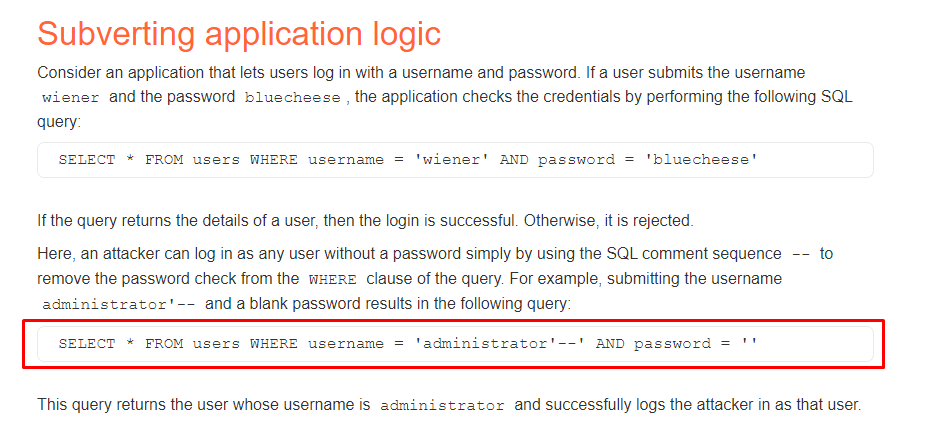 Subverting application logic
Consider an application that lets users log in with a username and password. If a user submits the username
wiener and the password bluecheese , the application checks the credentials by performing the following SQL
query:
SELECT * FROM users WHERE username = 'wiener' AND password = 'bluecheese'
If the query returns the details of a user, then the login is successful. Otherwise, it is rejected.
Here, an attacker can log in as any user without a password simply by using the SQL comment sequence -- to
remove the password check from the WHERE clause of the query. For example, submitting the username
administrator'-- and a blank password results in the following query:
SELECT * FROM users WHERE username = 'administrator'--' AND password = ''
This query returns the user whose username is administrator and successfully logs the attacker in as that user.